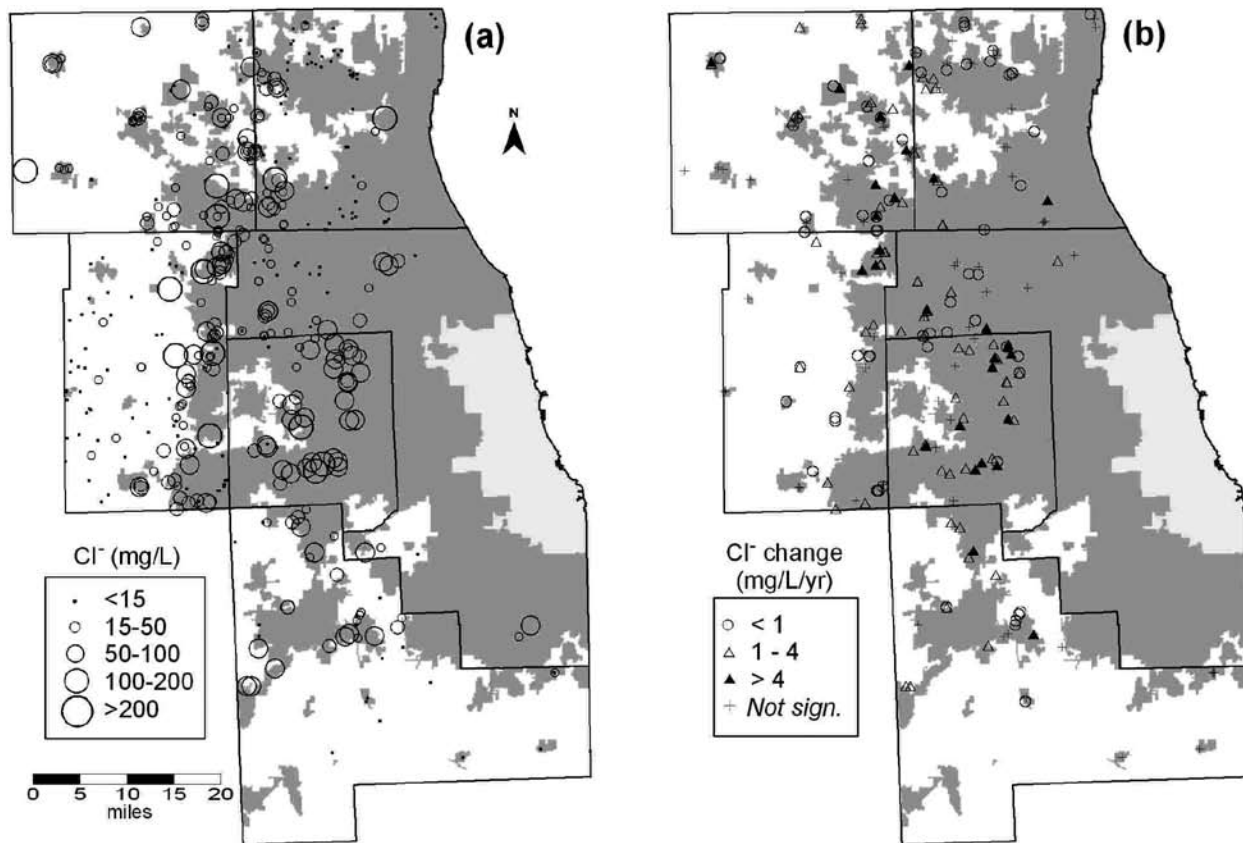 (a)
N
Cl⁻ (mg/L)
<15
15-50
50-100
100-200
>200
0 5 10 15 20
miles
(b)
Cl⁻ change
(mg/L/yr)
< 1
1 - 4
> 4
Not sign.